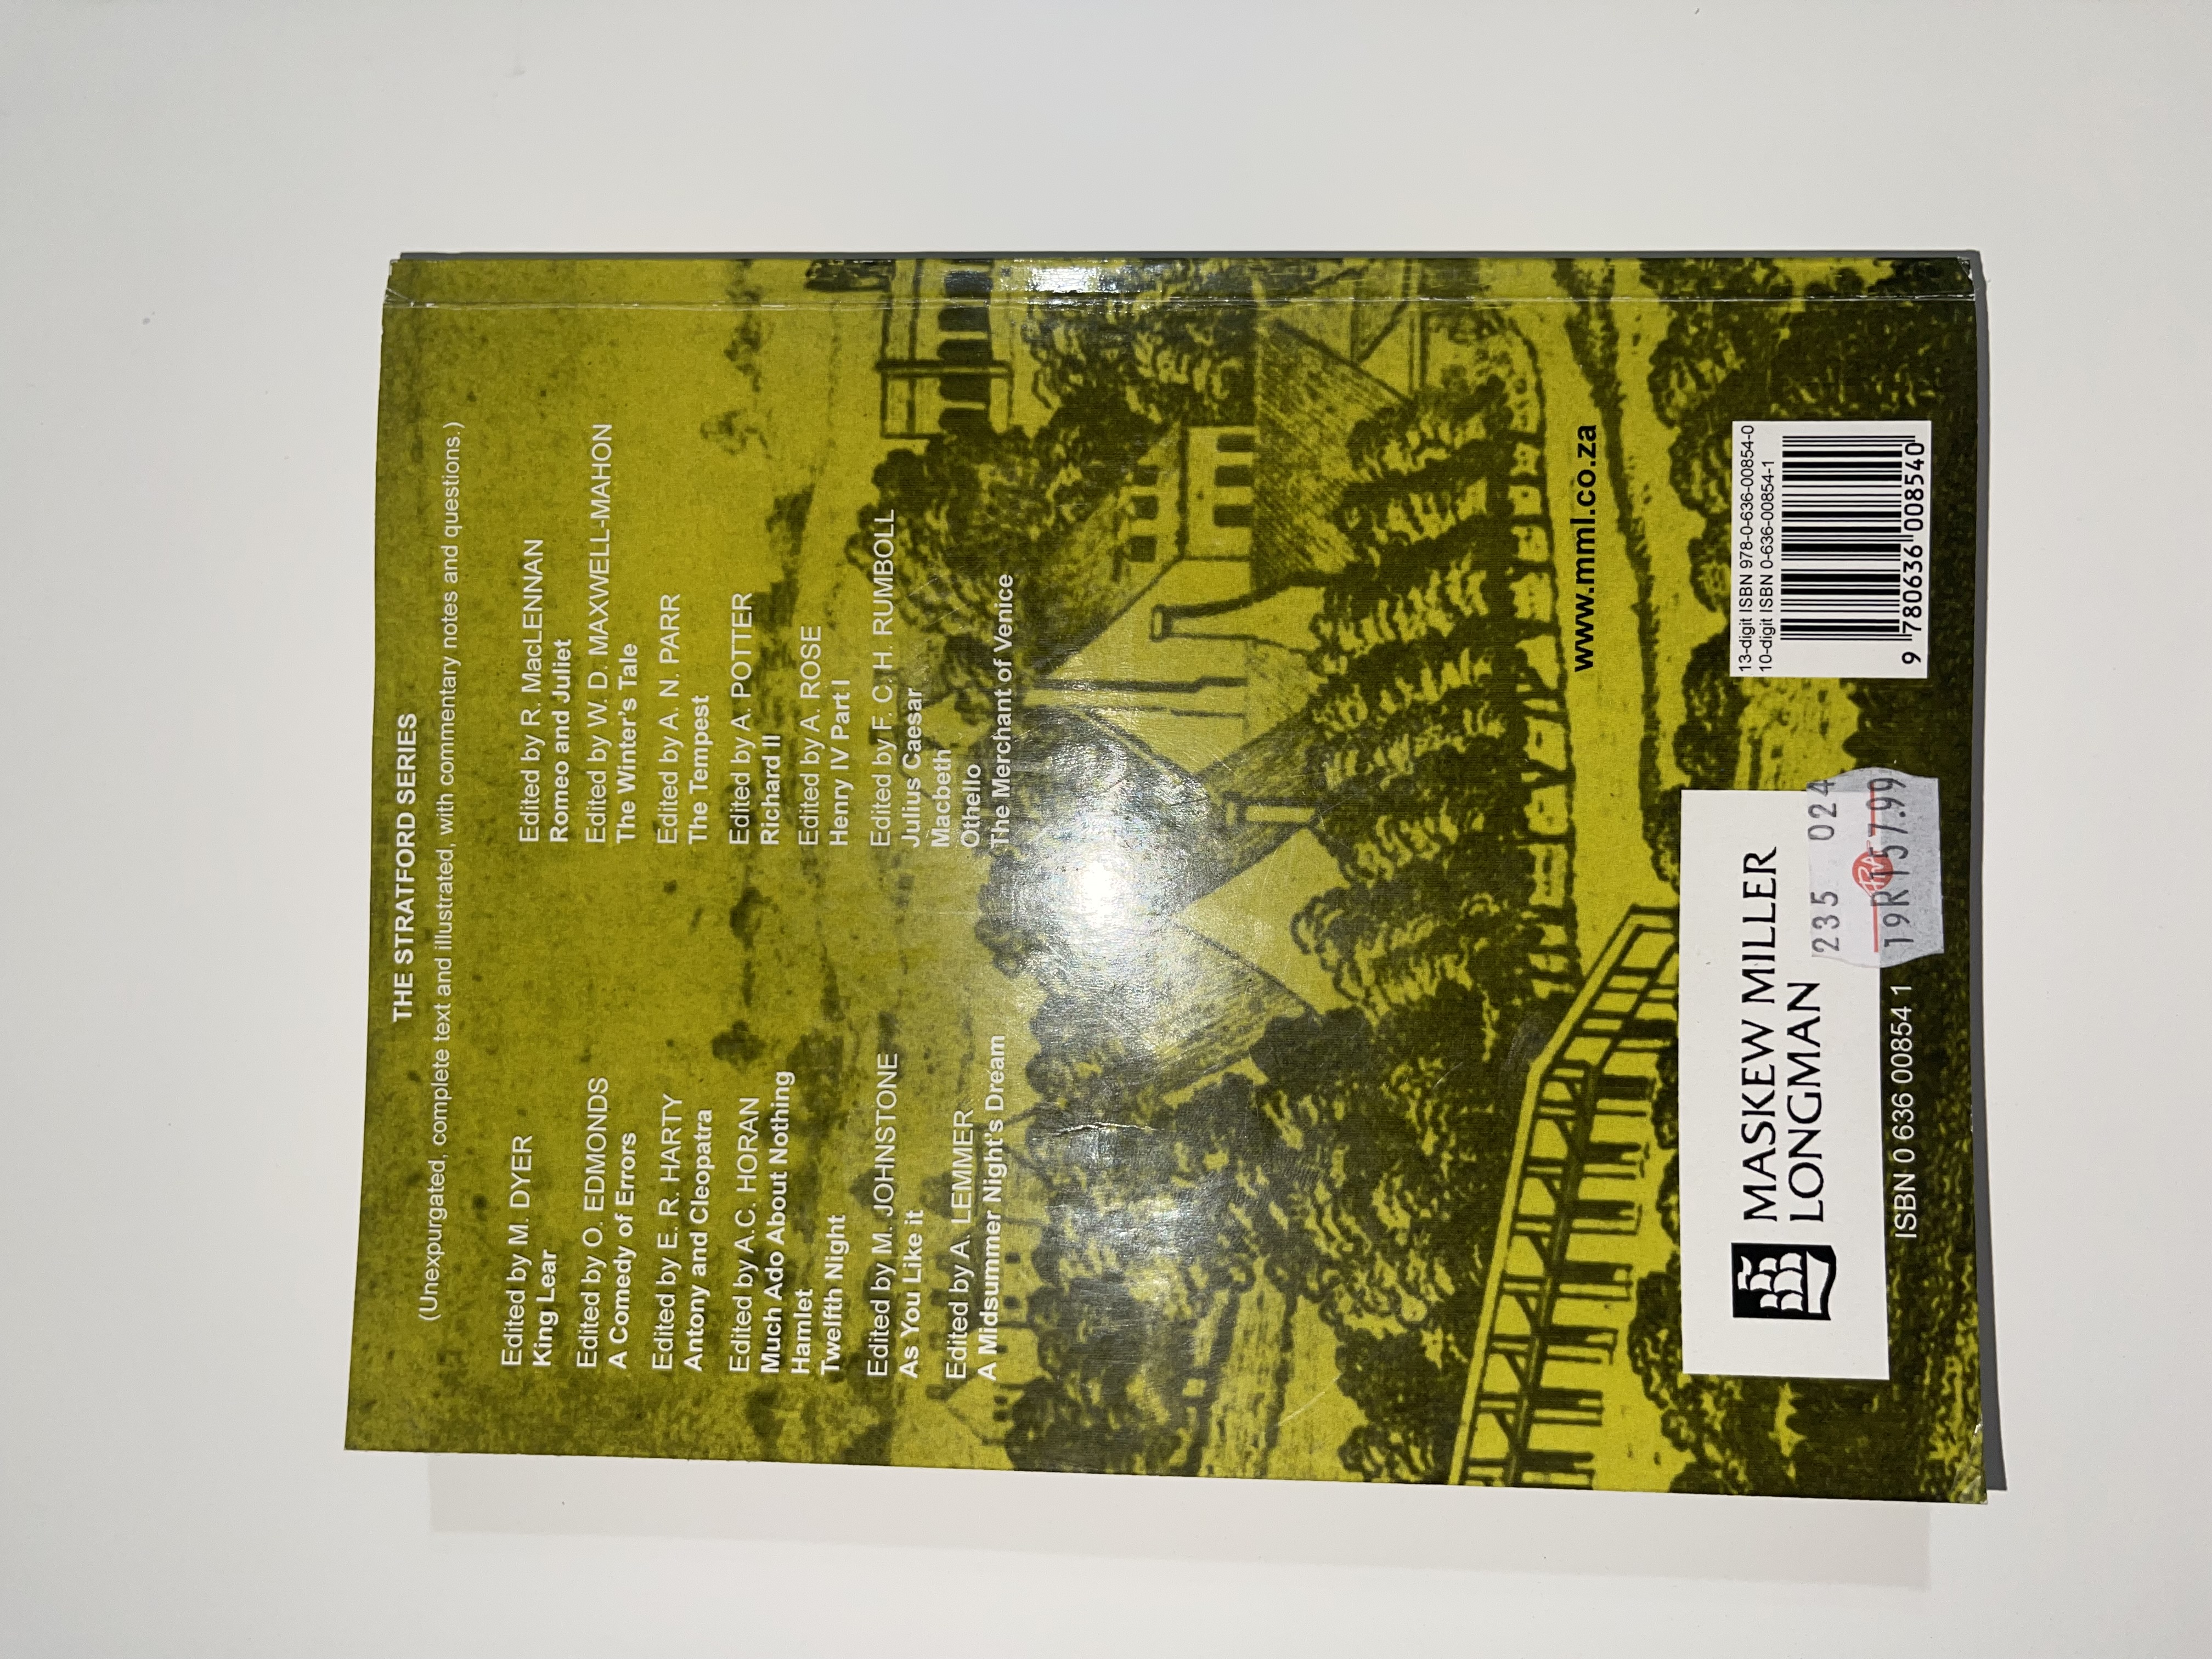 THE STRATFORD SERIES
(Unexpurgated, complete text and illustrated, with commentary notes and questions.)
Edited by M. DYER
King Lear
Edited by O. EDMONDS
A Comedy of Errors
Edited by E. R. HARTY
Antony and Cleopatra
Edited by A.C. HORAN
Much Ado About Nothing
Hamlet
Twelfth Night
Edited by M. JOHNSTONE
As You Like it
Edited by A. LEMMER
A Midsummer Night's Dream
Edited by R. MacLENNAN
Romeo and Juliet
Edited by W. D. MAXWELL-MAHON
The Winter's Tale
Edited by A. N. PARR
The Tempest
Edited by A. POTTER
Richard II
Edited by A. ROSE
Henry IV Part I
Edited by F. C. H. RUMBOLL
Julius Caesar
Macbeth
Othello
The Merchant of Venice
www.mml.co.za
MASKEW MILLER
LONGMAN
235 024
19R157.99
ISBN 0 636 00854 1
13-digit ISBN 978-0-636-00854-0
10-digit ISBN 0-636-00854-1
9 780636 008540